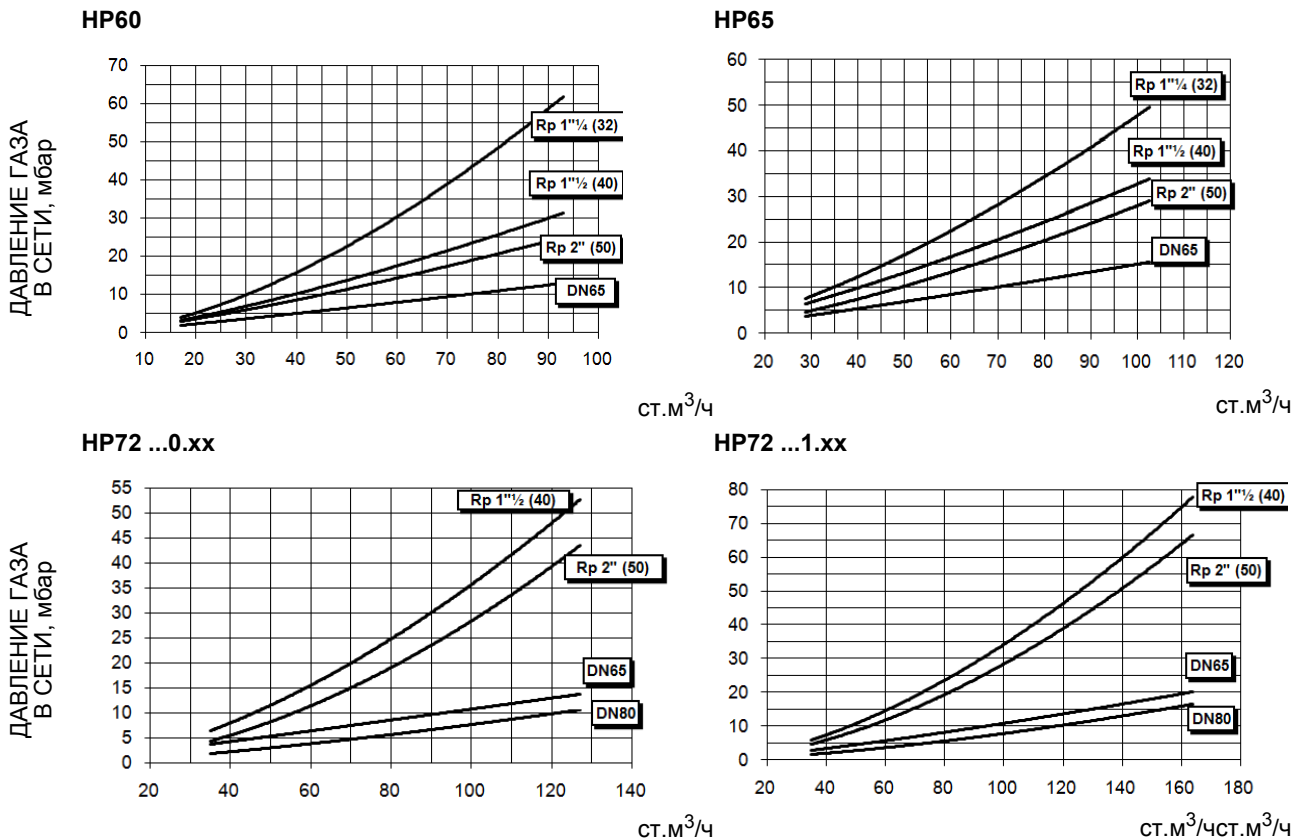 HP60
HP65
ДАВЛЕНИЕ ГАЗА
В СЕТИ, мбар
70
60
50
40
30
20
10
0
Rp 1"¼ (32)
Rp 1"½ (40)
Rp 2" (50)
DN65
10 20 30 40 50 60 70 80 90 100
ст.м³/ч
60
50
40
30
20
10
0
Rp 1"¼ (32)
Rp 1"½ (40)
Rp 2" (50)
DN65
20 30 40 50 60 70 80 90 100 110 120
ст.м³/ч
HP72 ...0.xx
HP72 ...1.xx
ДАВЛЕНИЕ ГАЗА
В СЕТИ, мбар
55
50
45
40
35
30
25
20
15
10
5
0
Rp 1"½ (40)
Rp 2" (50)
DN65
DN80
20 40 60 80 100 120 140
ст.м³/ч
80
70
60
50
40
30
20
10
0
Rp 1"½ (40)
Rp 2" (50)
DN65
DN80
20 40 60 80 100 120 140 160 180
ст.м³/чст.м³/ч